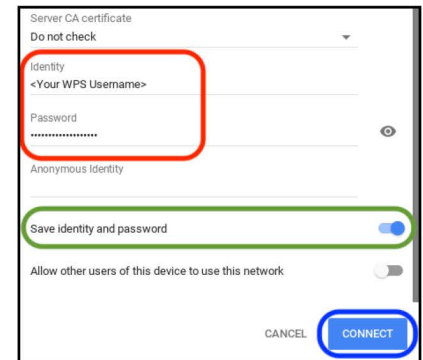 Server CA certificate
Do not check
Identity
<Your WPS Username>
Password
••••••••••••••••••
Anonymous Identity
Save identity and password
Allow other users of this device to use this network
CANCEL CONNECT